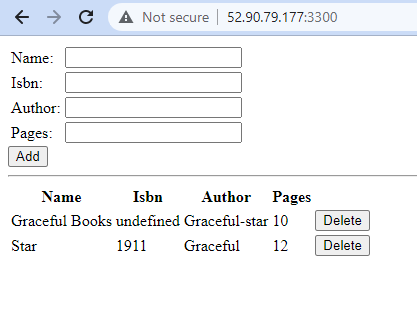 Not secure | 52.90.79.177:3300
Name:
Isbn:
Author:
Pages:
Add
Name Isbn Author Pages
Graceful Books undefined Graceful-star 10 Delete
Star 1911 Graceful 12 Delete